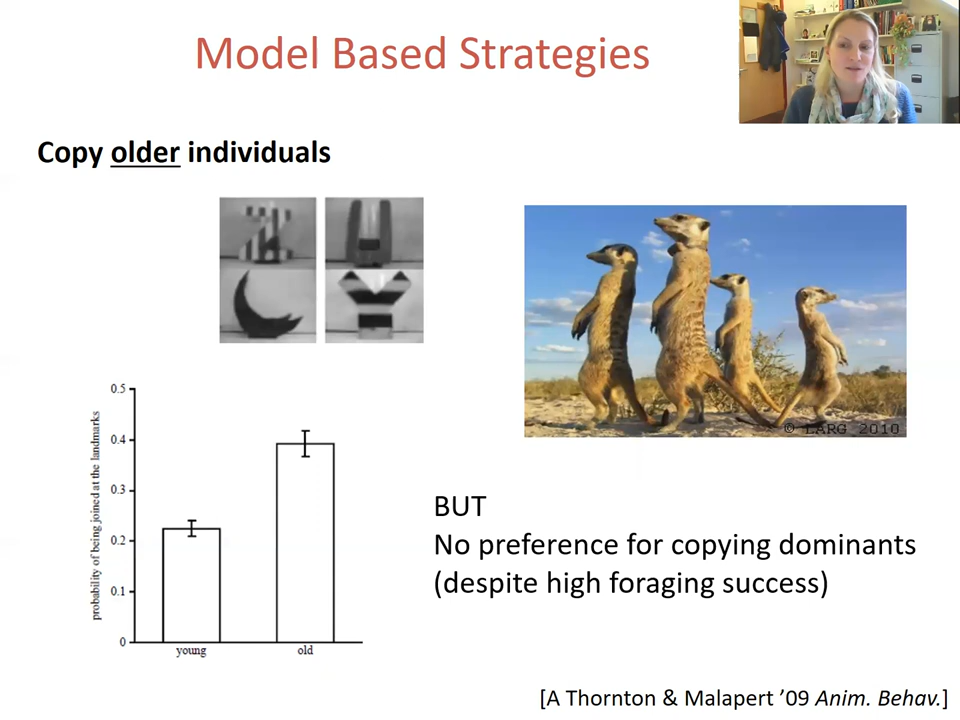 Model Based Strategies
Copy older individuals
© LARG 2010
0.5
0.4
0.3
0.2
0.1
0
probability of being joined at the landmarks
young
old
BUT
No preference for copying dominants
(despite high foraging success)
[A Thornton & Malapert ’09 Anim. Behav.]